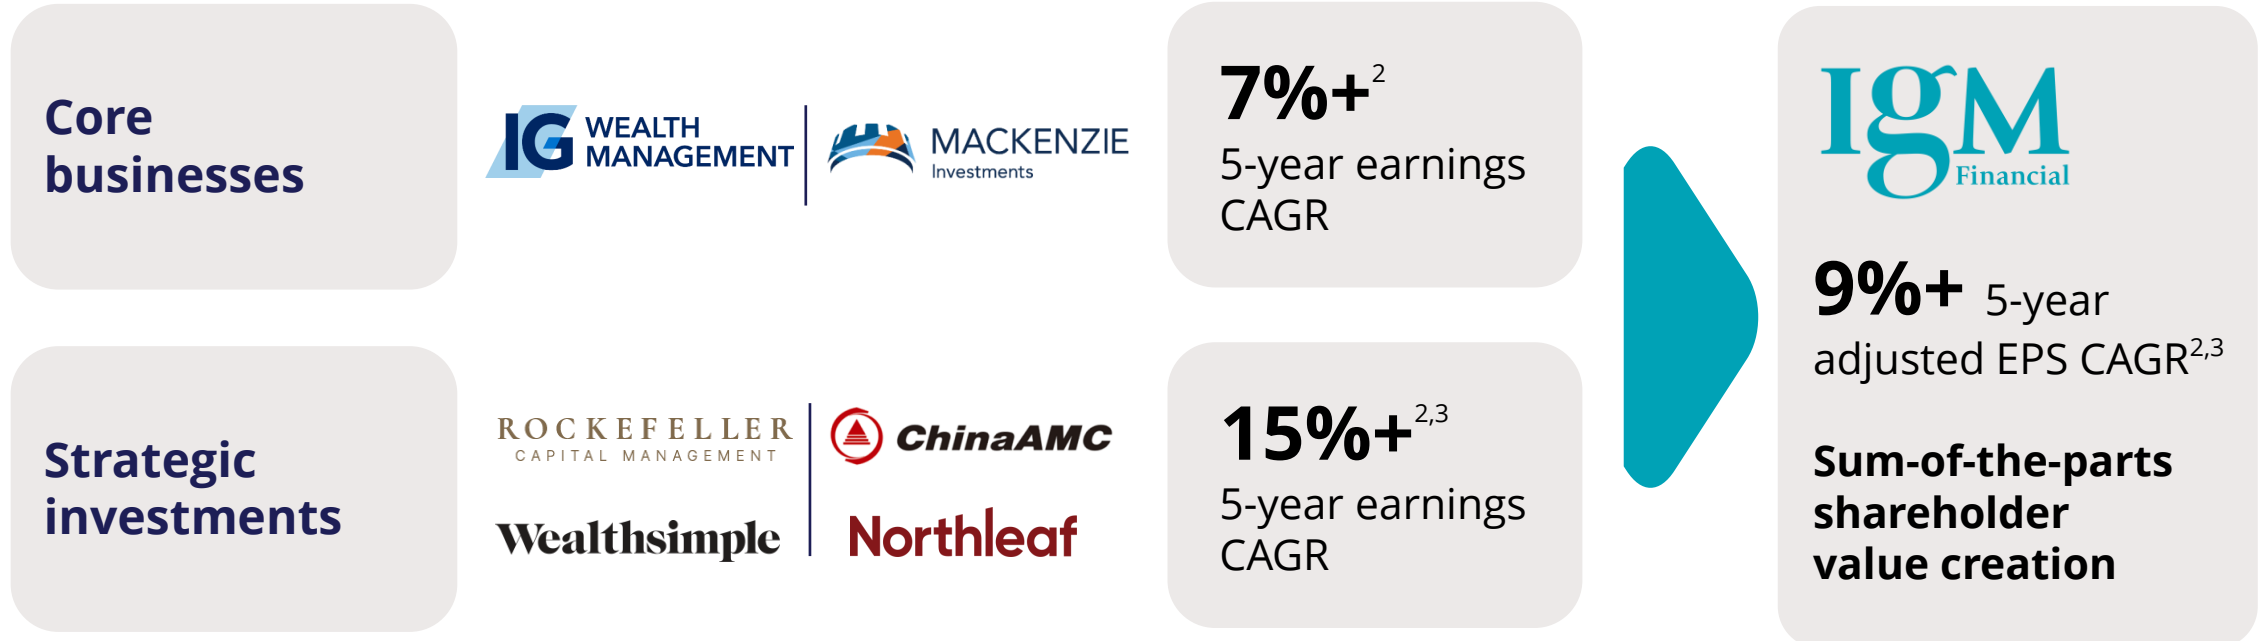 Core
businesses
IG WEALTH
MANAGEMENT
MACKENZIE
Investments
7%+2
5-year earnings
CAGR
Strategic
investments
ROCKEFELLER
CAPITAL MANAGEMENT
ChinaAMC
Wealthsimple
Northleaf
15%+2,3
5-year earnings
CAGR
IgM
Financial
9%+ 5-year
adjusted EPS CAGR2,3
Sum-of-the-parts
shareholder
value creation